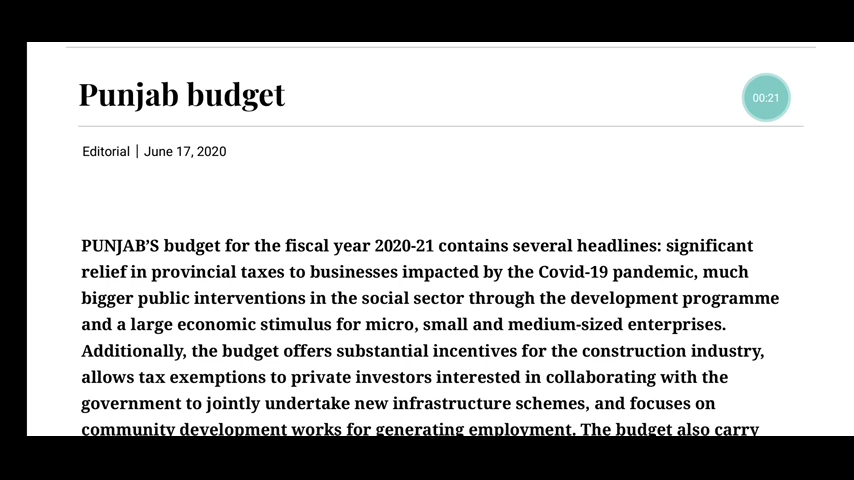 Punjab budget
00:21
Editorial | June 17, 2020
PUNJAB’S budget for the fiscal year 2020-21 contains several headlines: significant
relief in provincial taxes to businesses impacted by the Covid-19 pandemic, much
bigger public interventions in the social sector through the development programme
and a large economic stimulus for micro, small and medium-sized enterprises.
Additionally, the budget offers substantial incentives for the construction industry,
allows tax exemptions to private investors interested in collaborating with the
government to jointly undertake new infrastructure schemes, and focuses on
community development works for generating employment. The budget also carry